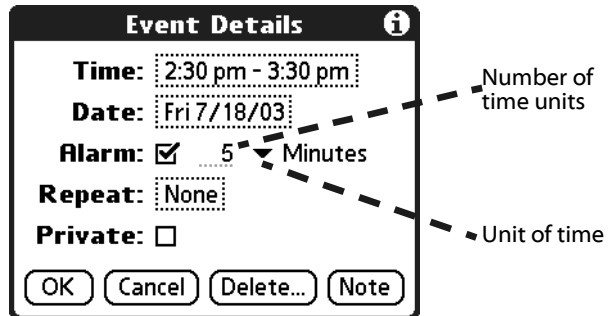 Event Details i
Time: 2:30 pm - 3:30 pm
Date: Fri 7/18/03
Alarm: 5 Minutes
Repeat: None
Private:
OK Cancel Delete... Note
Number of
time units
Unit of time